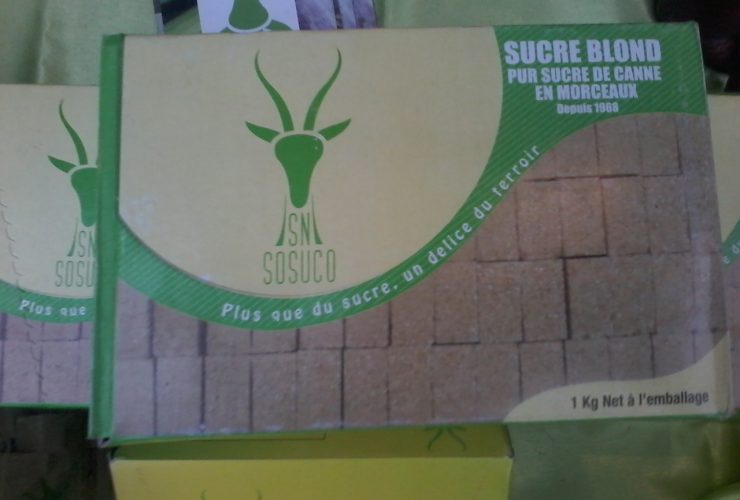 SUCRE BLOND
PUR SUCRE DE CANNE
EN MORCEAUX
Depuis 1968
SN
SOSUCO
Plus que du sucre, un delice du terroir
1 Kg Net à l'emballage
SN
SOSUCO
Plus que